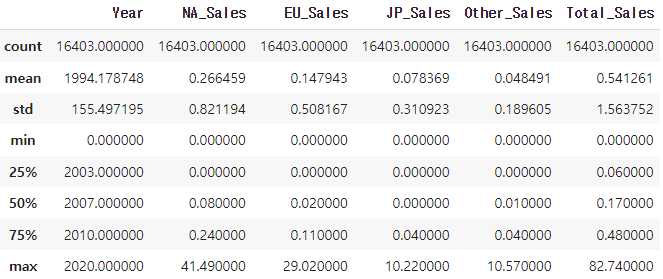 Year NA_Sales EU_Sales JP_Sales Other_Sales Total_Sales
count 16403.000000 16403.000000 16403.000000 16403.000000 16403.000000 16403.000000
mean 1994.178748 0.266459 0.147943 0.078369 0.048491 0.541261
std 155.497195 0.821194 0.508167 0.310923 0.189605 1.563752
min 0.000000 0.000000 0.000000 0.000000 0.000000 0.000000
25% 2003.000000 0.000000 0.000000 0.000000 0.000000 0.060000
50% 2007.000000 0.080000 0.020000 0.000000 0.010000 0.170000
75% 2010.000000 0.240000 0.110000 0.040000 0.040000 0.480000
max 2020.000000 41.490000 29.020000 10.220000 10.570000 82.740000